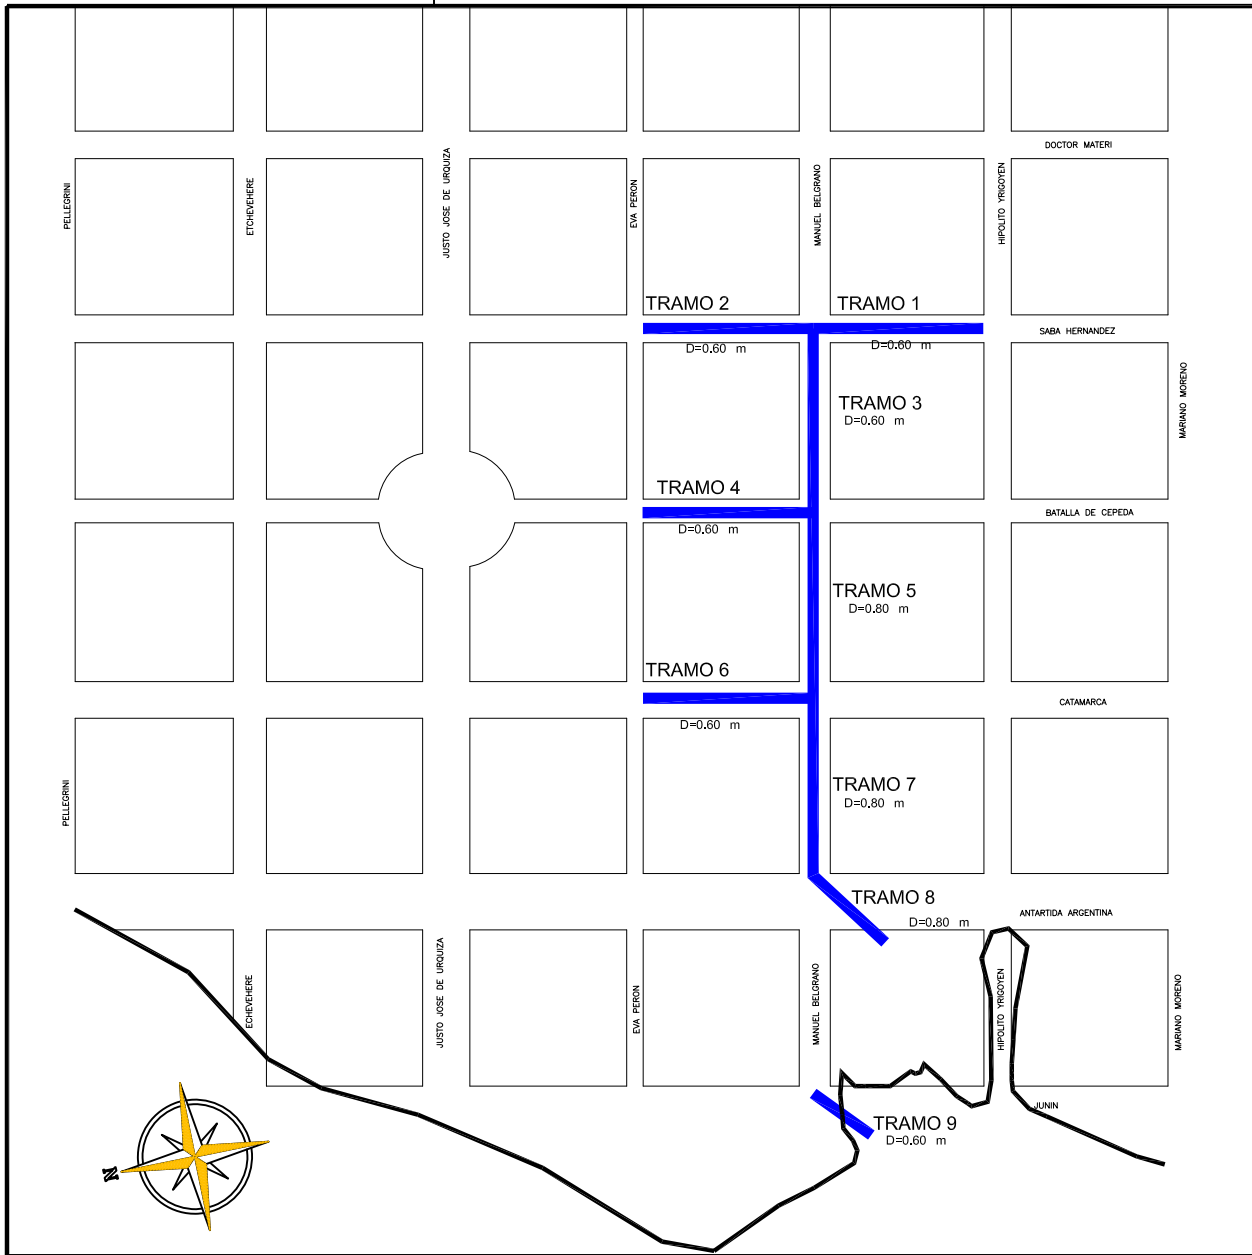 DOCTOR MATERI
PELLEGRINI
ETCHEVEHERE
JUSTO JOSE DE URQUIZA
EVA PERON
MANUEL BELGRANO
HIPOLITO YRIGOYEN
TRAMO 2
TRAMO 1
SABA HERNANDEZ
D=0.60 m
D=0.60 m
MARIANO MORENO
TRAMO 3
D=0.60 m
TRAMO 4
BATALLA DE CEPEDA
D=0.60 m
TRAMO 5
D=0.80 m
TRAMO 6
CATAMARCA
D=0.60 m
PELLEGRINI
TRAMO 7
D=0.80 m
TRAMO 8
ANTARTIDA ARGENTINA
D=0.80 m
ECHEVEHERE
JUSTO JOSE DE URQUIZA
EVA PERON
MANUEL BELGRANO
HIPOLITO YRIGOYEN
MARIANO MORENO
JUNIN
TRAMO 9
D=0.60 m
N